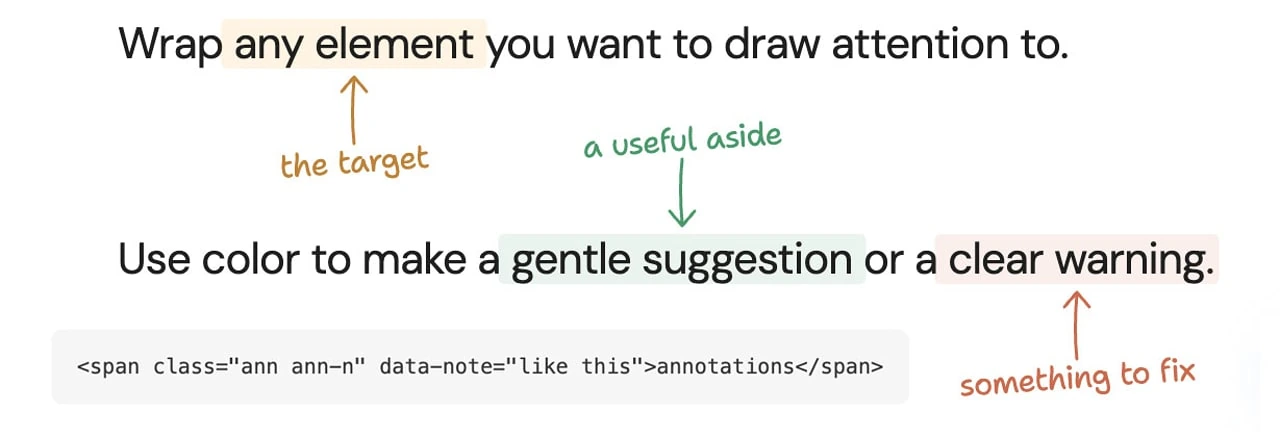 Wrap any element you want to draw attention to.
the target
a useful aside
Use color to make a gentle suggestion or a clear warning.
<span class="ann ann-n" data-note="like this">annotations</span>
something to fix